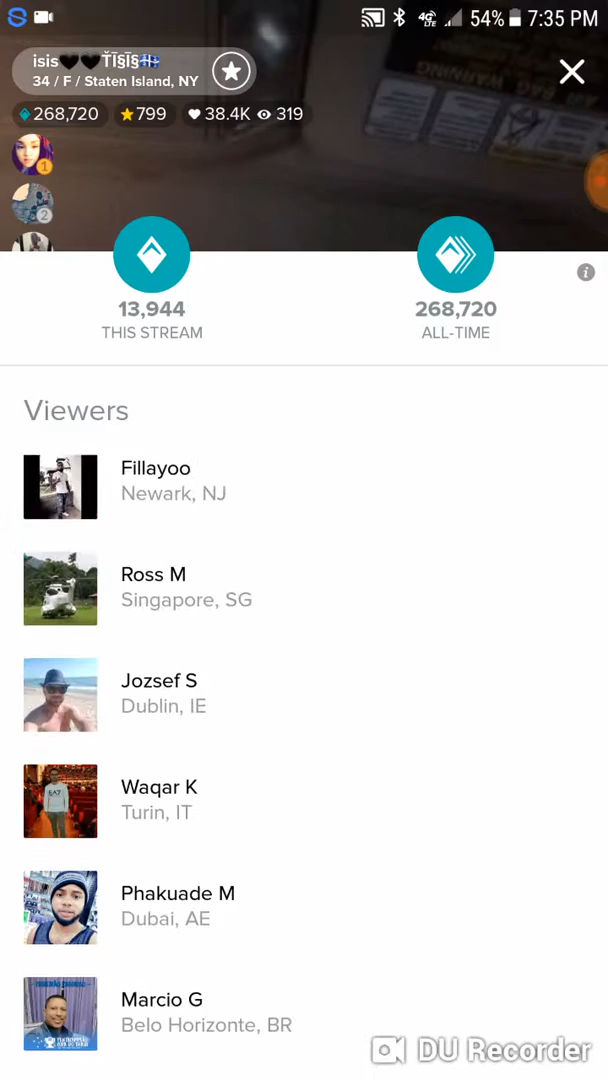 54% 7:35 PM
isis🖤🖤ŤĪ§Ī§🇫🇮
34 / F / Staten Island, NY
268,720 799 38.4K 319
WARNING
1
2
13,944 268,720
THIS STREAM ALL-TIME
Viewers
Fillayoo
Newark, NJ
Ross M
Singapore, SG
Jozsef S
Dublin, IE
Waqar K
Turin, IT
Phakuade M
Dubai, AE
Marcio G
Belo Horizonte, BR
DU Recorder